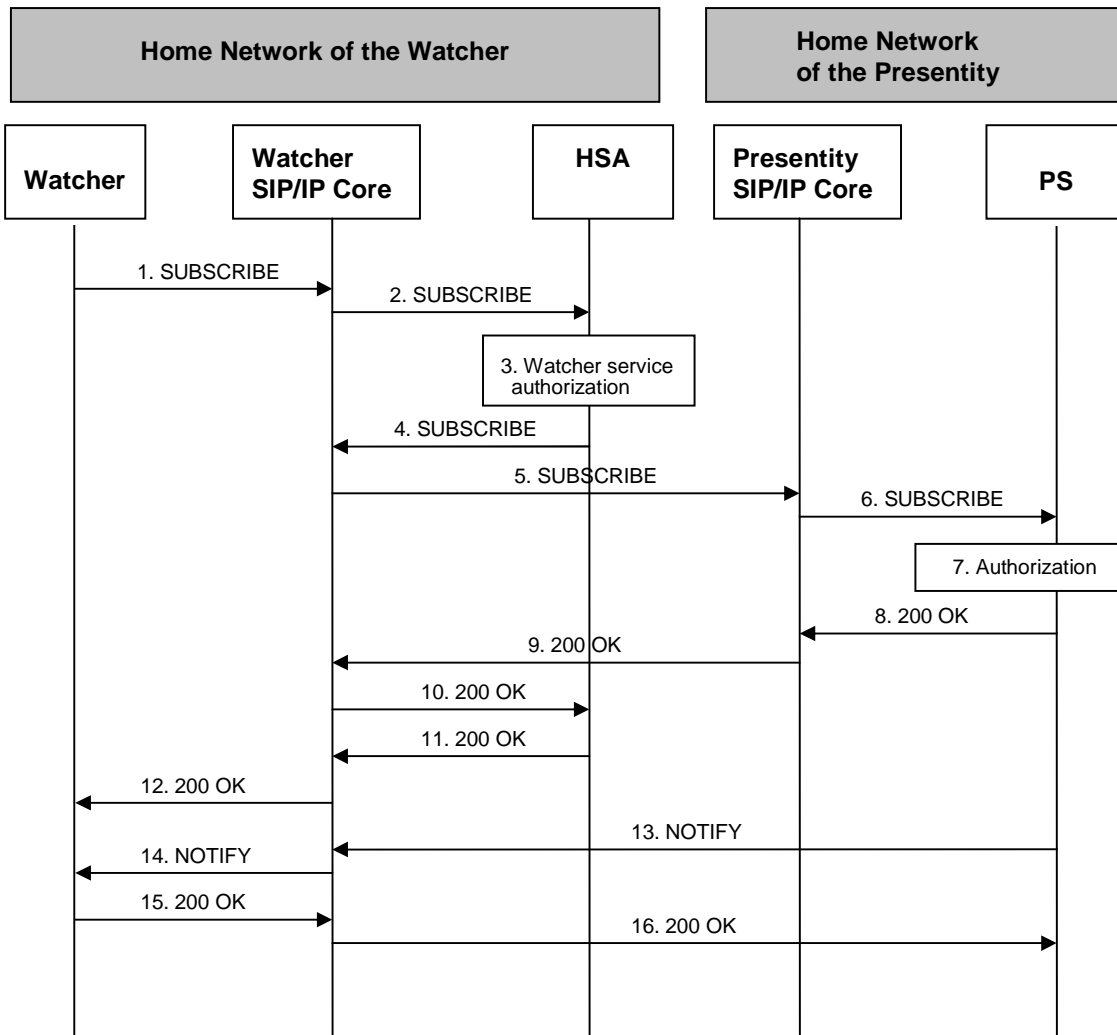 Home Network of the Watcher
Home Network
of the Presentity
Watcher
Watcher
SIP/IP Core
HSA
Presentity
SIP/IP Core
PS
1. SUBSCRIBE
2. SUBSCRIBE
3. Watcher service
authorization
4. SUBSCRIBE
5. SUBSCRIBE
6. SUBSCRIBE
7. Authorization
8. 200 OK
9. 200 OK
10. 200 OK
11. 200 OK
12. 200 OK
13. NOTIFY
14. NOTIFY
15. 200 OK
16. 200 OK